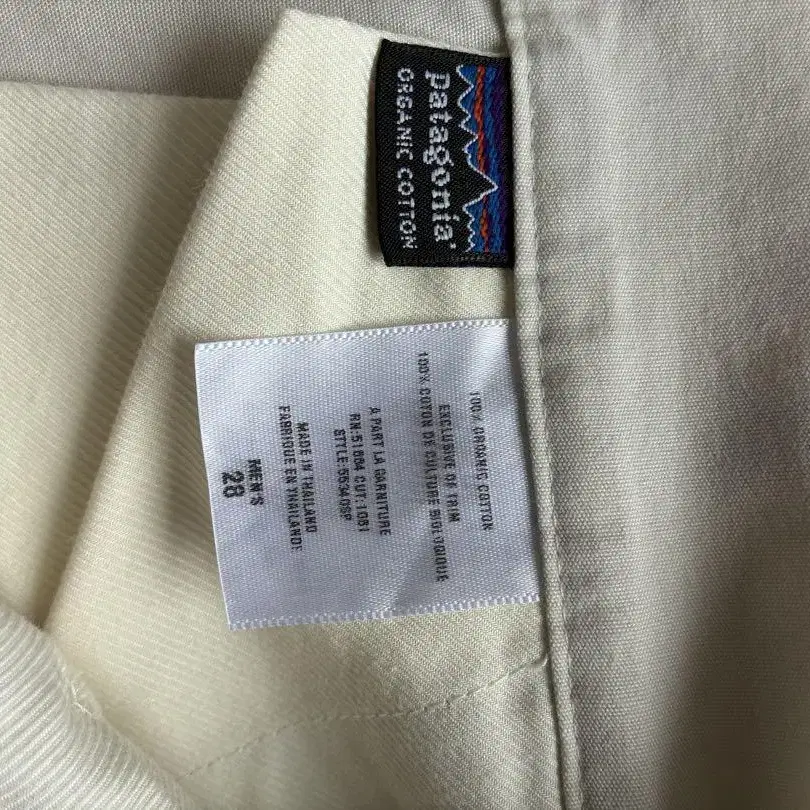 patagonia®
ORGANIC COTTON
100% ORGANIC COTTON
EXCLUSIVE OF TRIM
100% COTON DE CULTURE BIOLOGIQUE
A PART LA GARNITURE
RN:51884 CUT:1081
STYLE:55340SP
MADE IN THAILAND
FABRIQUE EN THAILANDE
MEN'S
28